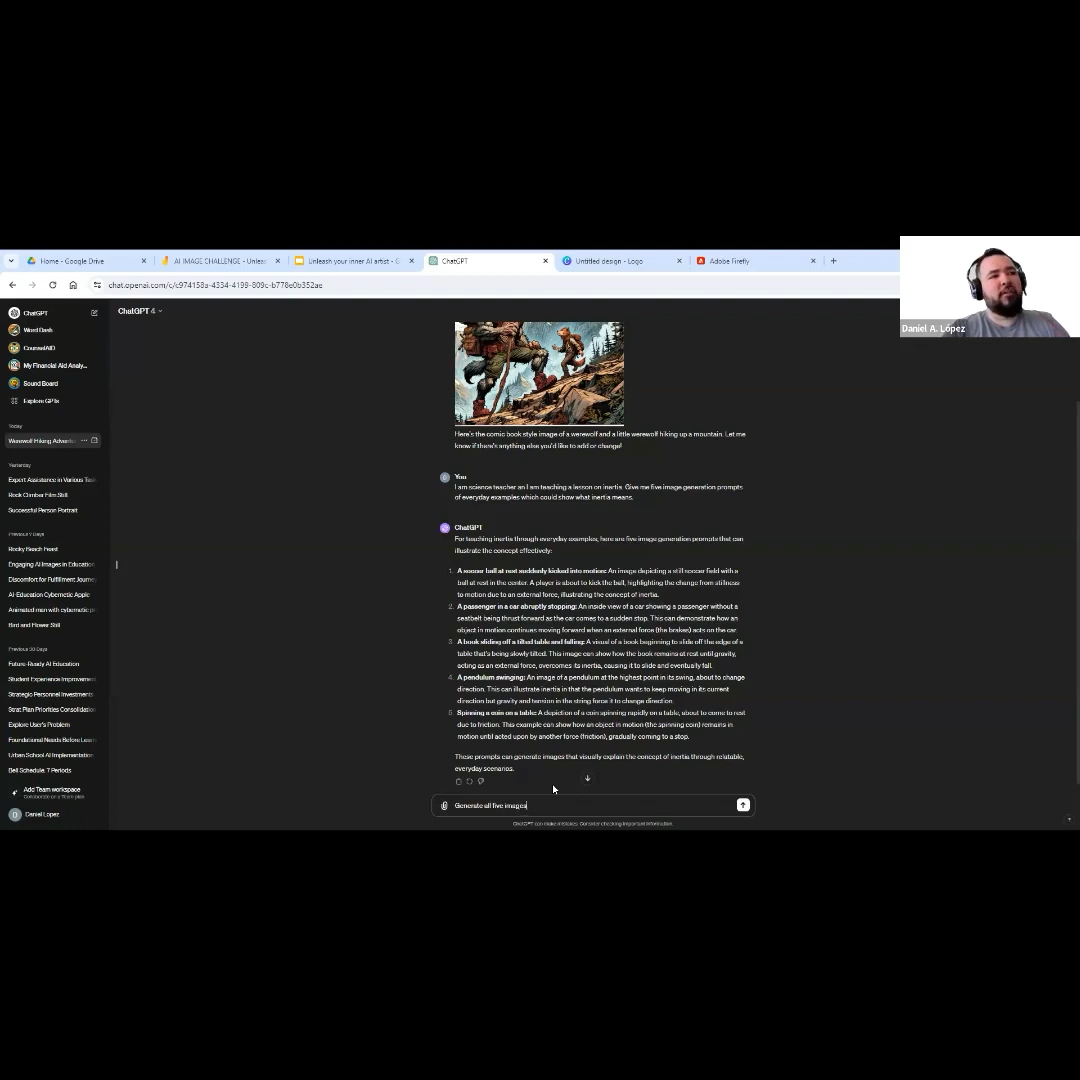 Home - Google Drive
AI IMAGE CHALLENGE - Unleas
Unleash your inner AI artist - G
ChatGPT
Untitled design - Logo
Adobe Firefly
chat.openai.com/c/c974158a-4334-4199-809c-b778e0b352ae
Daniel A. López
ChatGPT
Word Dash
CounselAID
My Financial Aid Analy...
Sound Board
Explore GPTs
Today
Werewolf Hiking Adventu
Yesterday
Expert Assistance in Various Task
Rock Climber Film Still
Successful Person Portrait
Previous 7 Days
Rocky Beach Feast
Engaging AI Images in Education
Discomfort for Fulfillment Journey
AI-Education Cybernetic Apple
Animated man with cybernetic pr
Bird and Flower Still
Previous 30 Days
Future-Ready AI Education
Student Experience Improvement
Strategic Personnel Investments
Strat Plan Priorities Consolidation
Explore User's Problem
Foundational Needs Before Learn
Urban School AI Implementation
Bell Schedule. 7 Periods
Add Team workspace
Collaborate on a Team plan
Daniel Lopez
ChatGPT 4
Here's the comic book style image of a werewolf and a little werewolf hiking up a mountain. Let me
know if there's anything else you'd like to add or change!
You
I am science teacher an I am teaching a lesson on inertia. Give me five image generation prompts
of everyday examples which could show what inertia means.
ChatGPT
For teaching inertia through everyday examples, here are five image generation prompts that can
illustrate the concept effectively:
1. A soccer ball at rest suddenly kicked into motion: An image depicting a still soccer field with a
ball at rest in the center. A player is about to kick the ball, highlighting the change from stillness
to motion due to an external force, illustrating the concept of inertia.
2. A passenger in a car abruptly stopping: An inside view of a car showing a passenger without a
seatbelt being thrust forward as the car comes to a sudden stop. This can demonstrate how an
object in motion continues moving forward when an external force (the brakes) acts on the car.
3. A book sliding off a tilted table and falling: A visual of a book beginning to slide off the edge of a
table that's being slowly tilted. This image can show how the book remains at rest until gravity,
acting as an external force, overcomes its inertia, causing it to slide and eventually fall.
4. A pendulum swinging: An image of a pendulum at the highest point in its swing, about to change
direction. This can illustrate inertia in that the pendulum wants to keep moving in its current
direction but gravity and tension in the string force it to change direction.
5. Spinning a coin on a table: A depiction of a coin spinning rapidly on a table, about to come to rest
due to friction. This example can show how an object in motion (the spinning coin) remains in
motion until acted upon by another force (friction), gradually coming to a stop.
These prompts can generate images that visually explain the concept of inertia through relatable,
everyday scenarios.
Generate all five images
ChatGPT can make mistakes. Consider checking important information.